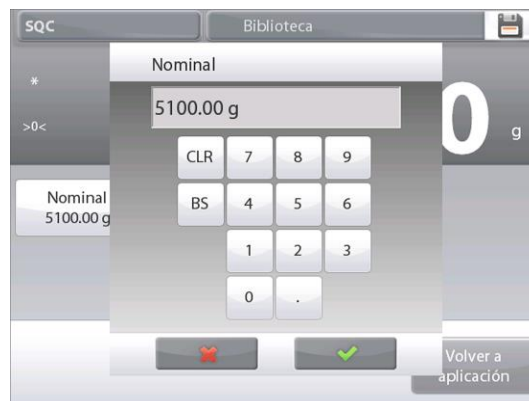 SQC
Biblioteca
Nominal
*
5100.00 g
>0<
0
g
CLR 7 8 9
Nominal
5100.00 g
BS 4 5 6
1 2 3
0 .
Volver a
aplicación